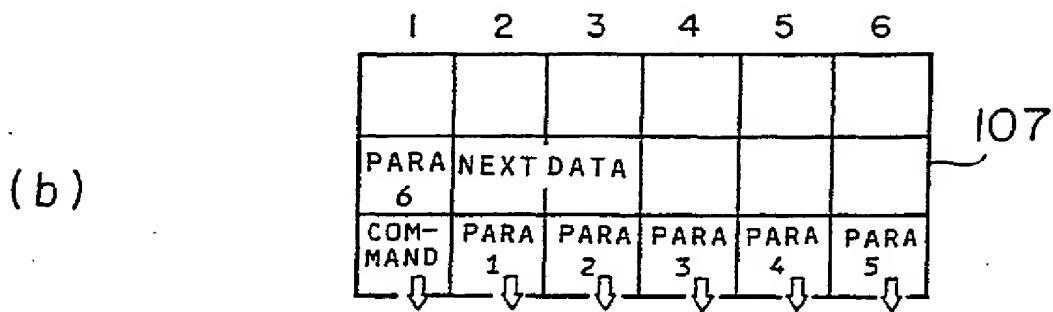 1 2 3 4 5 6
107
(b)
PARA NEXT DATA
6
COM- PARA PARA PARA PARA PARA
MAND 1 2 3 4 5